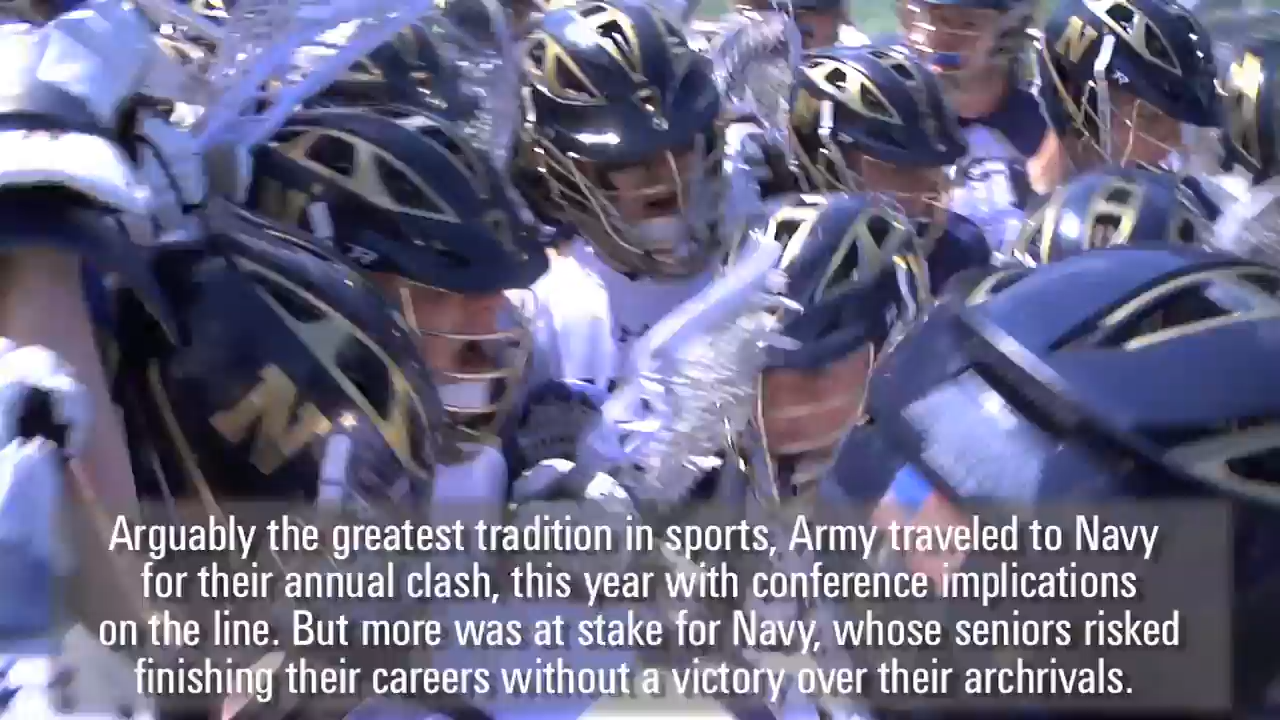 N
N
N
R
Arguably the greatest tradition in sports, Army traveled to Navy
for their annual clash, this year with conference implications
on the line. But more was at stake for Navy, whose seniors risked
finishing their careers without a victory over their archrivals.